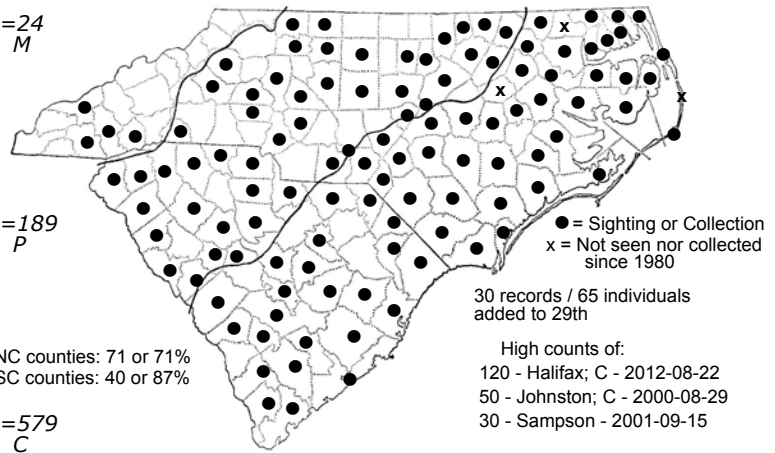 =24
M
=189
P
● = Sighting or Collection
x = Not seen nor collected
since 1980
30 records / 65 individuals
added to 29th
NC counties: 71 or 71%
SC counties: 40 or 87%
High counts of:
120 - Halifax; C - 2012-08-22
50 - Johnston; C - 2000-08-29
30 - Sampson - 2001-09-15
=579
C
x
x
x